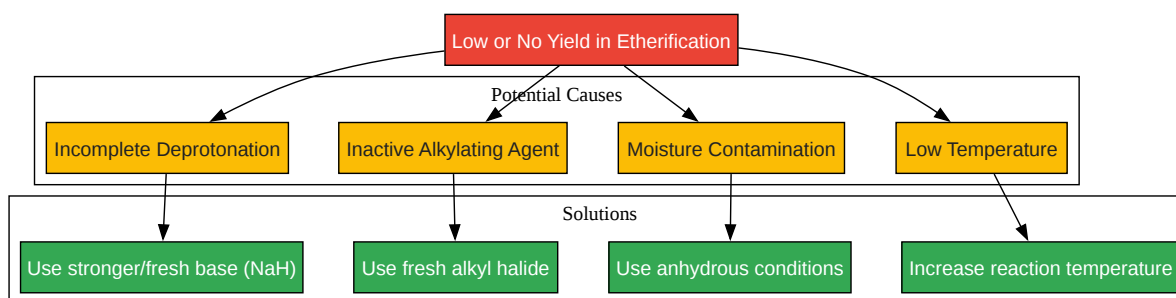 Low or No Yield in Etherification
Potential Causes
Incomplete Deprotonation
Inactive Alkylating Agent
Moisture Contamination
Low Temperature
Solutions
Use stronger/fresh base (NaH)
Use fresh alkyl halide
Use anhydrous conditions
Increase reaction temperature